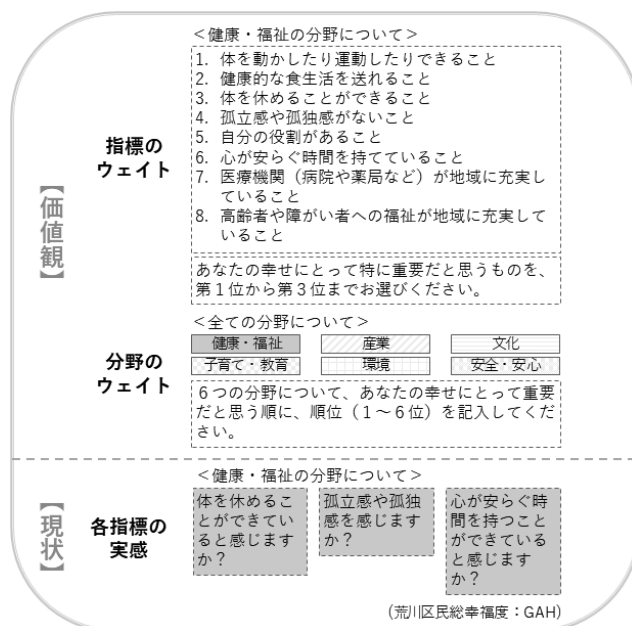 【価値観】
指標の
ウェイト
＜健康・福祉の分野について＞
1. 体を動かしたり運動したりできること
2. 健康的な食生活を送れること
3. 体を休めることができること
4. 孤立感や孤独感がないこと
5. 自分の役割があること
6. 心が安らぐ時間を持てていること
7. 医療機関（病院や薬局など）が地域に充実し
ていること
8. 高齢者や障がい者への福祉が地域に充実して
いること
あなたの幸せにとって特に重要だと思うものを、
第１位から第３位までお選びください。
分野の
ウェイト
＜全ての分野について＞
健康・福祉
産業
文化
子育て・教育
環境
安全・安心
６つの分野について、あなたの幸せにとって重要
だと思う順に、順位（１～６位）を記入してくだ
さい。
【現状】
各指標の
実感
＜健康・福祉の分野について＞
体を休めるこ
とができてい
ると感じます
か？
孤立感や孤独
感を感じます
か？
心が安らぐ時
間を持つこと
ができている
と感じます
か？
(荒川区民総幸福度：GAH)